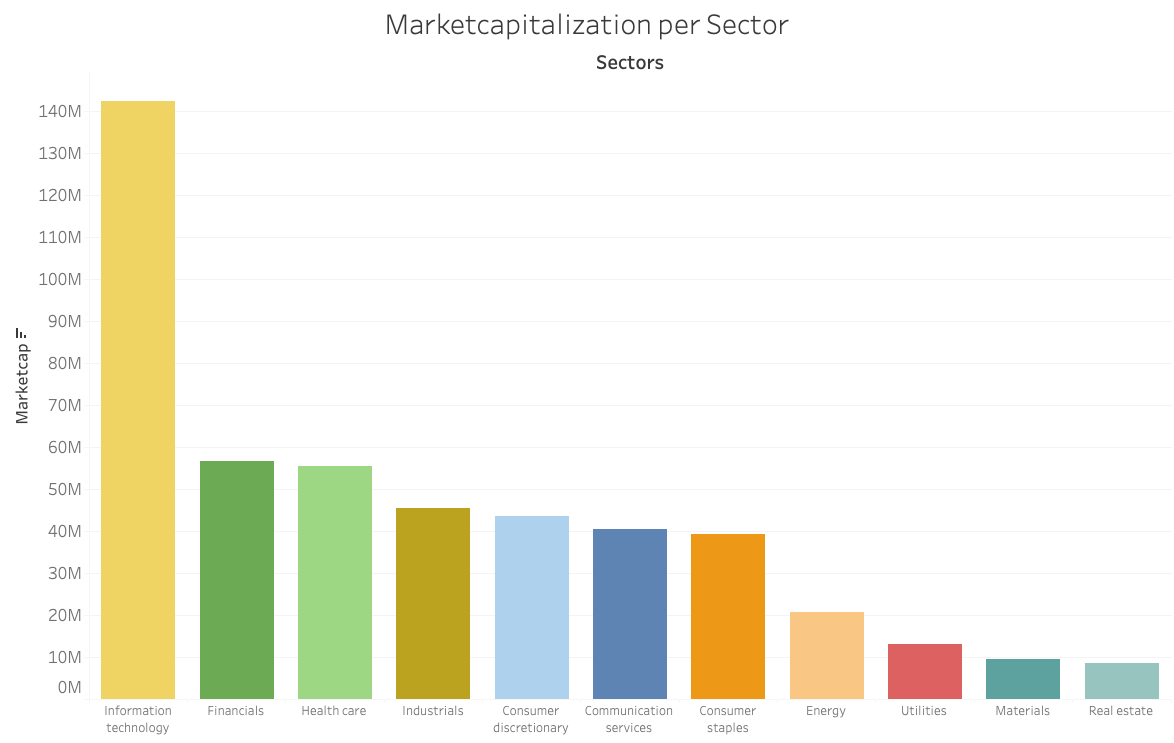 Marketcapitalization per Sector
Sectors
140M
130M
120M
110M
100M
90M
80M
70M
60M
50M
40M
30M
20M
10M
0M
Marketcap
Information
technology
Financials
Health care
Industrials
Consumer
discretionary
Communication
services
Consumer
staples
Energy
Utilities
Materials
Real estate